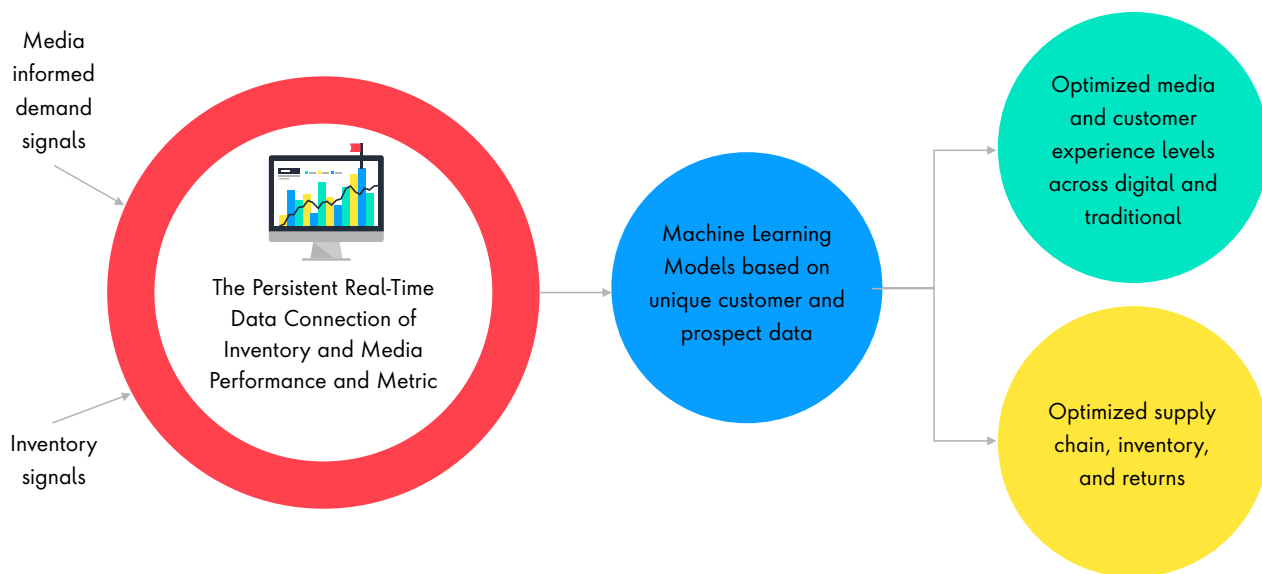 Media
informed
demand
signals
Inventory
signals
The Persistent Real-Time
Data Connection of
Inventory and Media
Performance and Metric
Machine Learning
Models based on
unique customer and
prospect data
Optimized media
and customer
experience levels
across digital and
traditional
Optimized supply
chain, inventory,
and returns